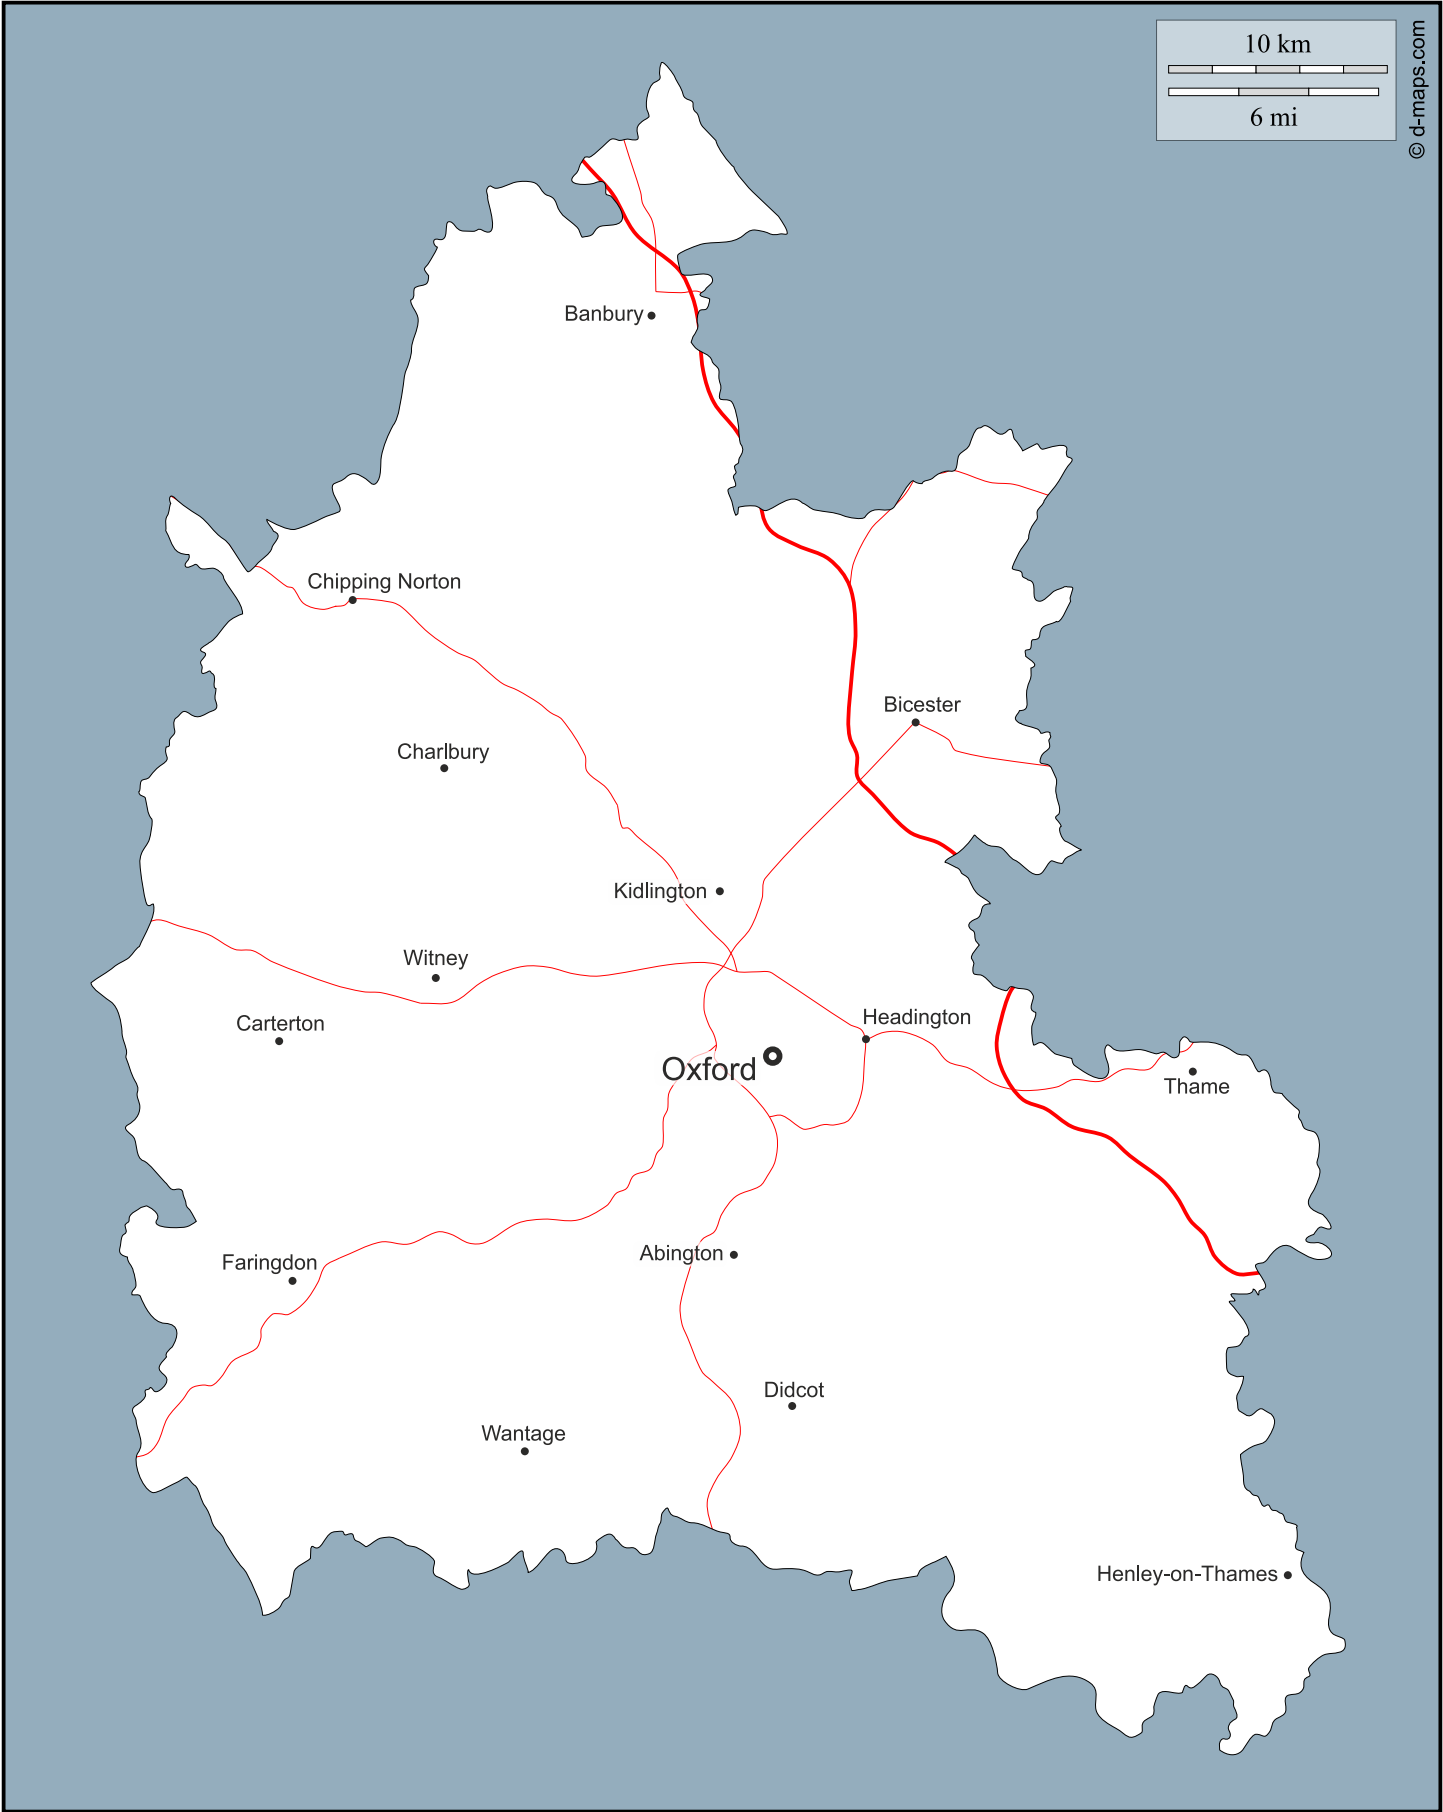 10 km
6 mi
© d-maps.com
Banbury
Chipping Norton
Bicester
Charlbury
Kidlington
Witney
Headington
Carterton
Oxford
Thame
Abington
Faringdon
Didcot
Wantage
Henley-on-Thames